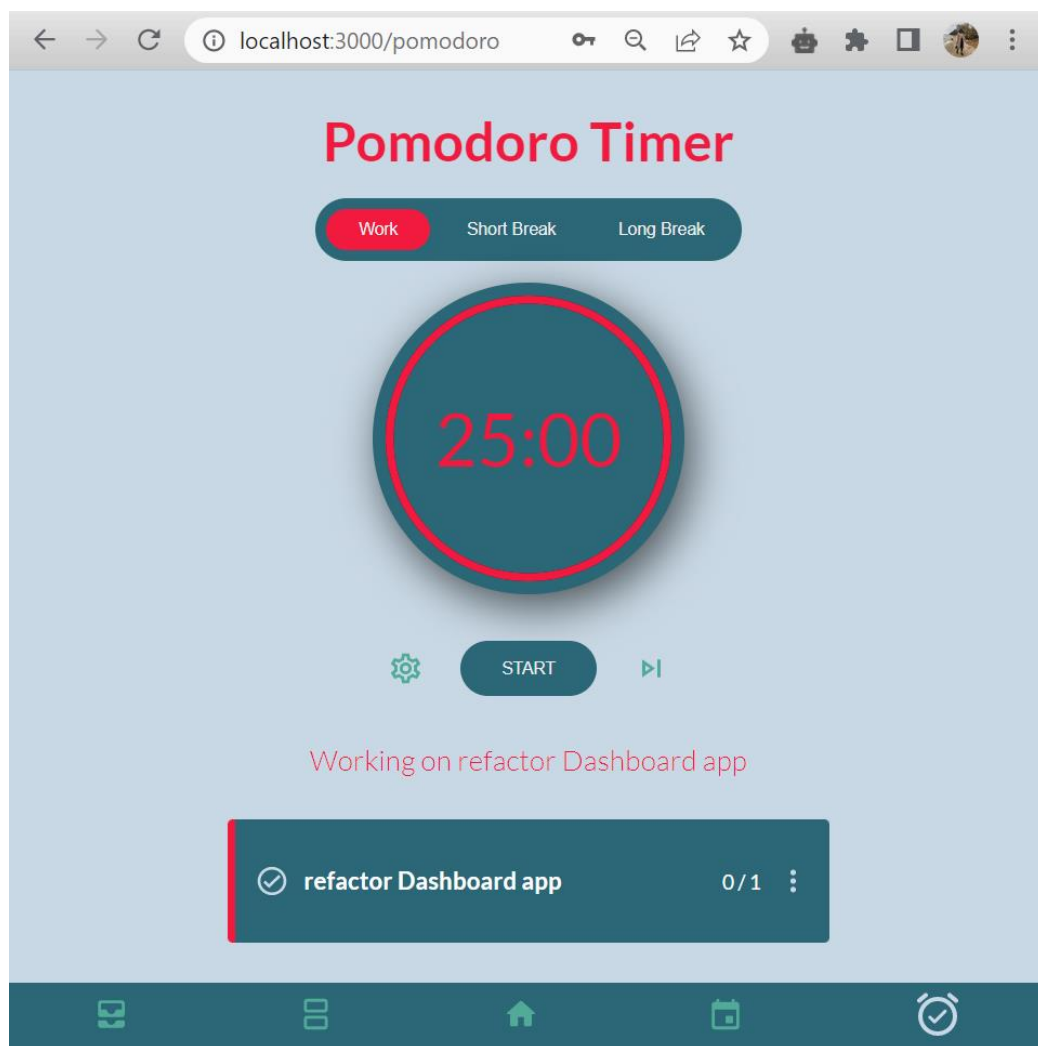 localhost:3000/pomodoro
Pomodoro Timer
Work Short Break Long Break
25:00
START
Working on refactor Dashboard app
refactor Dashboard app 0/1